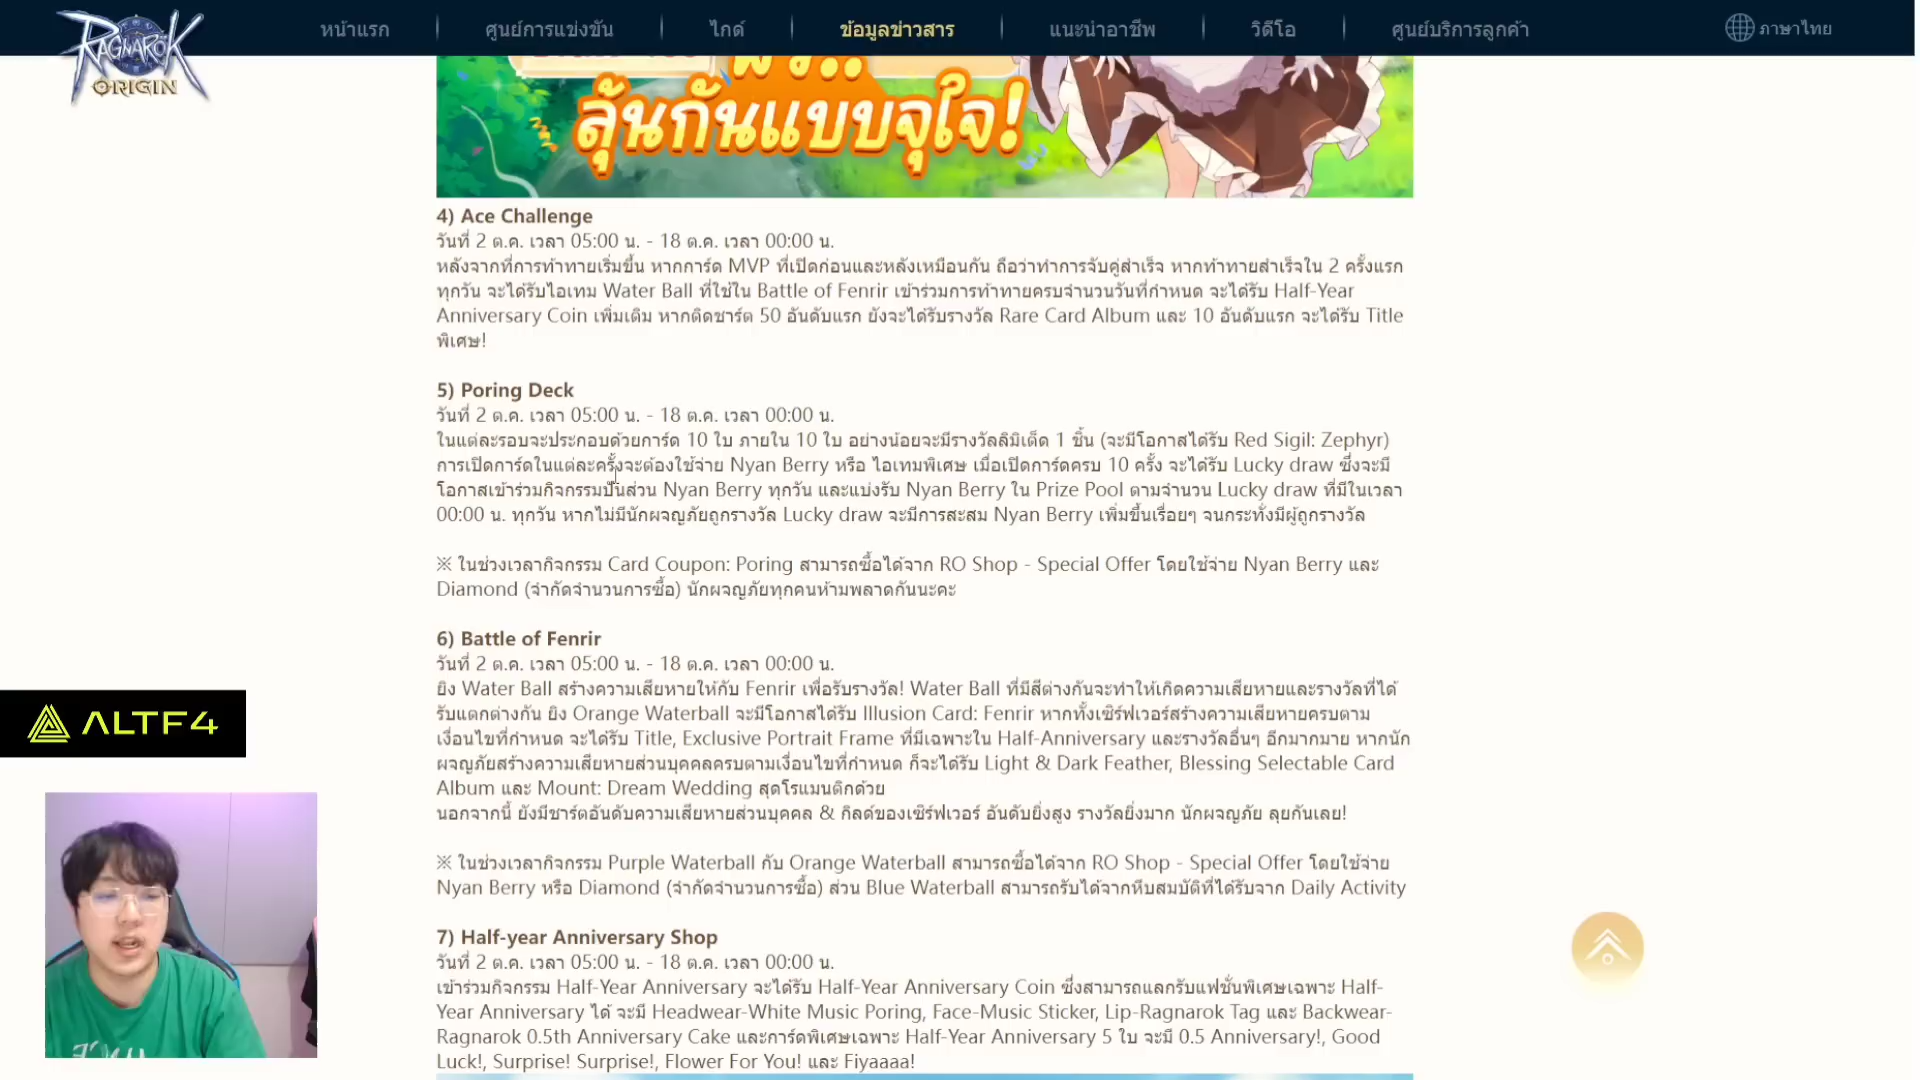 RAGNAROK
ORIGIN
หน้าแรก
ศูนย์การแข่งขัน
ไกด์
ข้อมูลข่าวสาร
แนะนำอาชีพ
วิดีโอ
ศูนย์บริการลูกค้า
ภาษาไทย
ลุ้นกันแบบจุใจ!
4) Ace Challenge
วันที่ 2 ต.ค. เวลา 05:00 น. - 18 ต.ค. เวลา 00:00 น.
หลังจากที่การท้าทายเริ่มขึ้น หากการ์ด MVP ที่เปิดก่อนและหลังเหมือนกัน ถือว่าทำการจับคู่สำเร็จ หากท้าทายสำเร็จใน 2 ครั้งแรก
ทุกวัน จะได้รับไอเทม Water Ball ที่ใช้ใน Battle of Fenrir เข้าร่วมการท้าทายครบจำนวนวันที่กำหนด จะได้รับ Half-Year
Anniversary Coin เพิ่มเติม หากติดชาร์ต 50 อันดับแรก ยังจะได้รับรางวัล Rare Card Album และ 10 อันดับแรก จะได้รับ Title
พิเศษ!
5) Poring Deck
วันที่ 2 ต.ค. เวลา 05:00 น. - 18 ต.ค. เวลา 00:00 น.
ในแต่ละรอบจะประกอบด้วยการ์ด 10 ใบ ภายใน 10 ใบ อย่างน้อยจะมีรางวัลลิมิเต็ด 1 ชิ้น (จะมีโอกาสได้รับ Red Sigil: Zephyr)
การเปิดการ์ดในแต่ละครั้งจะต้องใช้จ่าย Nyan Berry หรือ ไอเทมพิเศษ เมื่อเปิดการ์ดครบ 10 ครั้ง จะได้รับ Lucky draw ซึ่งจะมี
โอกาสเข้าร่วมกิจกรรมปันส่วน Nyan Berry ทุกวัน และแบ่งรับ Nyan Berry ใน Prize Pool ตามจำนวน Lucky draw ที่มีในเวลา
00:00 น. ทุกวัน หากไม่มีนักผจญภัยถูกรางวัล Lucky draw จะมีการสะสม Nyan Berry เพิ่มขึ้นเรื่อยๆ จนกระทั่งมีผู้ถูกรางวัล
※ ในช่วงเวลากิจกรรม Card Coupon: Poring สามารถซื้อได้จาก RO Shop - Special Offer โดยใช้จ่าย Nyan Berry และ
Diamond (จำกัดจำนวนการซื้อ) นักผจญภัยทุกคนห้ามพลาดกันนะคะ
6) Battle of Fenrir
วันที่ 2 ต.ค. เวลา 05:00 น. - 18 ต.ค. เวลา 00:00 น.
ยิง Water Ball สร้างความเสียหายให้กับ Fenrir เพื่อรับรางวัล! Water Ball ที่มีสีต่างกันจะทำให้เกิดความเสียหายและรางวัลที่ได้
รับแตกต่างกัน ยิง Orange Waterball จะมีโอกาสได้รับ Illusion Card: Fenrir หากทั้งเซิร์ฟเวอร์สร้างความเสียหายครบตาม
เงื่อนไขที่กำหนด จะได้รับ Title, Exclusive Portrait Frame ที่มีเฉพาะใน Half-Anniversary และรางวัลอื่นๆ อีกมากมาย หากนัก
ผจญภัยสร้างความเสียหายส่วนบุคคลครบตามเงื่อนไขที่กำหนด ก็จะได้รับ Light & Dark Feather, Blessing Selectable Card
Album และ Mount: Dream Wedding สุดโรแมนติกด้วย
นอกจากนี้ ยังมีชาร์ตอันดับความเสียหายส่วนบุคคล & กิลด์ของเซิร์ฟเวอร์ อันดับยิ่งสูง รางวัลยิ่งมาก นักผจญภัย ลุยกันเลย!
※ ในช่วงเวลากิจกรรม Purple Waterball กับ Orange Waterball สามารถซื้อได้จาก RO Shop - Special Offer โดยใช้จ่าย
Nyan Berry หรือ Diamond (จำกัดจำนวนการซื้อ) ส่วน Blue Waterball สามารถรับได้จากหีบสมบัติที่ได้รับจาก Daily Activity
ALTF4
7) Half-year Anniversary Shop
วันที่ 2 ต.ค. เวลา 05:00 น. - 18 ต.ค. เวลา 00:00 น.
เข้าร่วมกิจกรรม Half-Year Anniversary จะได้รับ Half-Year Anniversary Coin ซึ่งสามารถแลกรับแฟชั่นพิเศษเฉพาะ Half-
Year Anniversary ได้ จะมี Headwear-White Music Poring, Face-Music Sticker, Lip-Ragnarok Tag และ Backwear-
Ragnarok 0.5th Anniversary Cake และการ์ดพิเศษเฉพาะ Half-Year Anniversary 5 ใบ จะมี 0.5 Anniversary!, Good
Luck!, Surprise! Surprise!, Flower For You! และ Fiyaaaa!